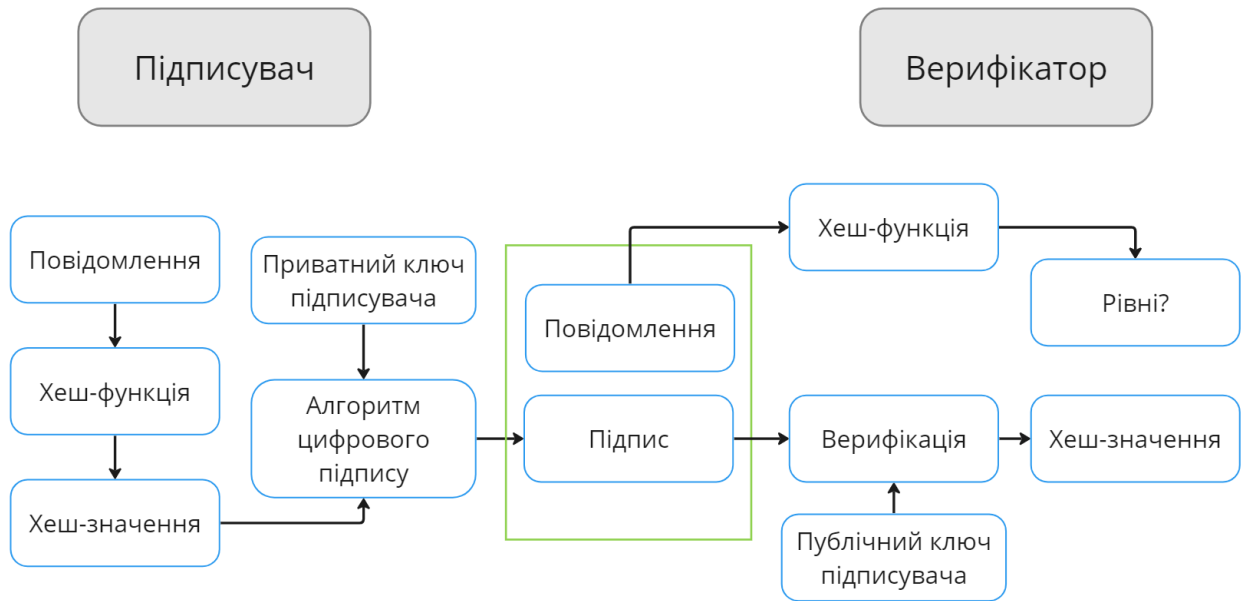 Підписувач
Верифікатор
Повідомлення
Хеш-функція
Хеш-значення
Приватний ключ
підписувача
Алгоритм
цифрового
підпису
Повідомлення
Підпис
Хеш-функція
Рівні?
Верифікація
Хеш-значення
Публічний ключ
підписувача